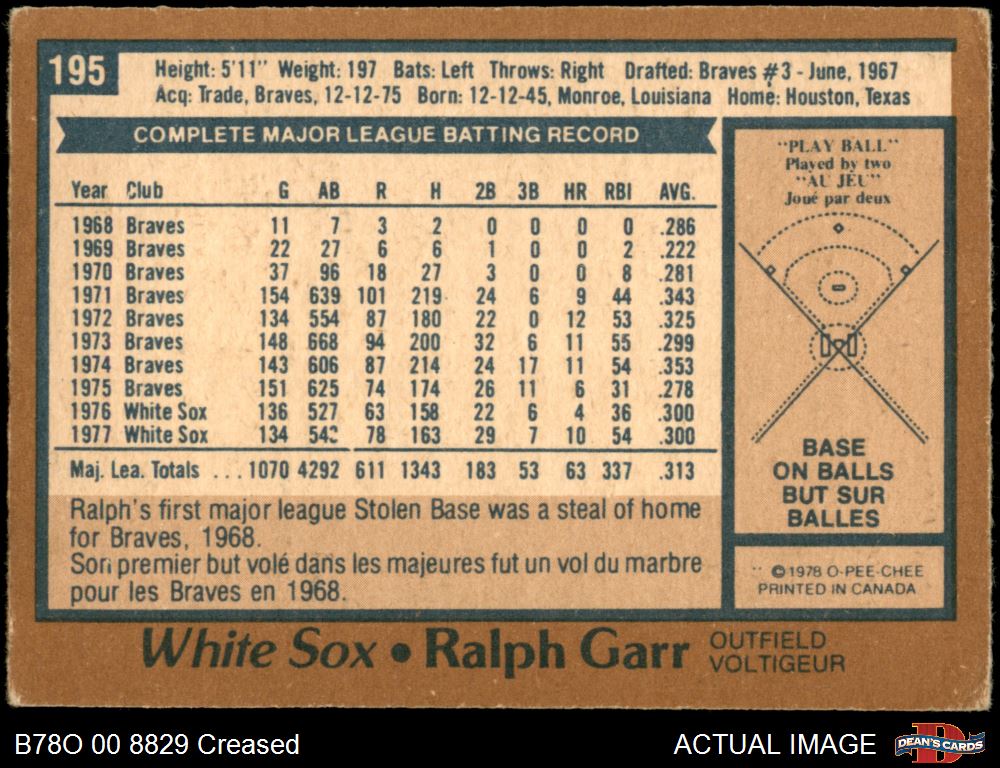 195
Height: 5'11" Weight: 197 Bats: Left Throws: Right Drafted: Braves #3 - June, 1967
Acq: Trade, Braves, 12-12-75 Born: 12-12-45, Monroe, Louisiana Home: Houston, Texas
COMPLETE MAJOR LEAGUE BATTING RECORD
Year Club G AB R H 2B 3B HR RBI AVG.
1968 Braves 11 7 3 2 0 0 0 0 .286
1969 Braves 22 27 6 6 1 0 0 2 .222
1970 Braves 37 96 18 27 3 0 0 8 .281
1971 Braves 154 639 101 219 24 6 9 44 .343
1972 Braves 134 554 87 180 22 0 12 53 .325
1973 Braves 148 668 94 200 32 6 11 55 .299
1974 Braves 143 606 87 214 24 17 11 54 .353
1975 Braves 151 625 74 174 26 11 6 31 .278
1976 White Sox 136 527 63 158 22 6 4 36 .300
1977 White Sox 134 78 163 29 7 10 54 .300
Maj. Lea. Totals ... 1070 4292 611 1343 183 53 63 337 .313
Ralph's first major league Stolen Base was a steal of home
for Braves, 1968.
Son premier but volé dans les majeures fut un vol du marbre
pour les Braves en 1968.
"PLAY BALL"
Played by two
"AU JEU"
Joué par deux
BASE
ON BALLS
BUT SUR
BALLES
©1978 O-PEE-CHEE
PRINTED IN CANADA
White Sox • Ralph Garr OUTFIELD
VOLTIGEUR
B78O 00 8829 Creased
ACTUAL IMAGE
D
DEAN'S CARDS